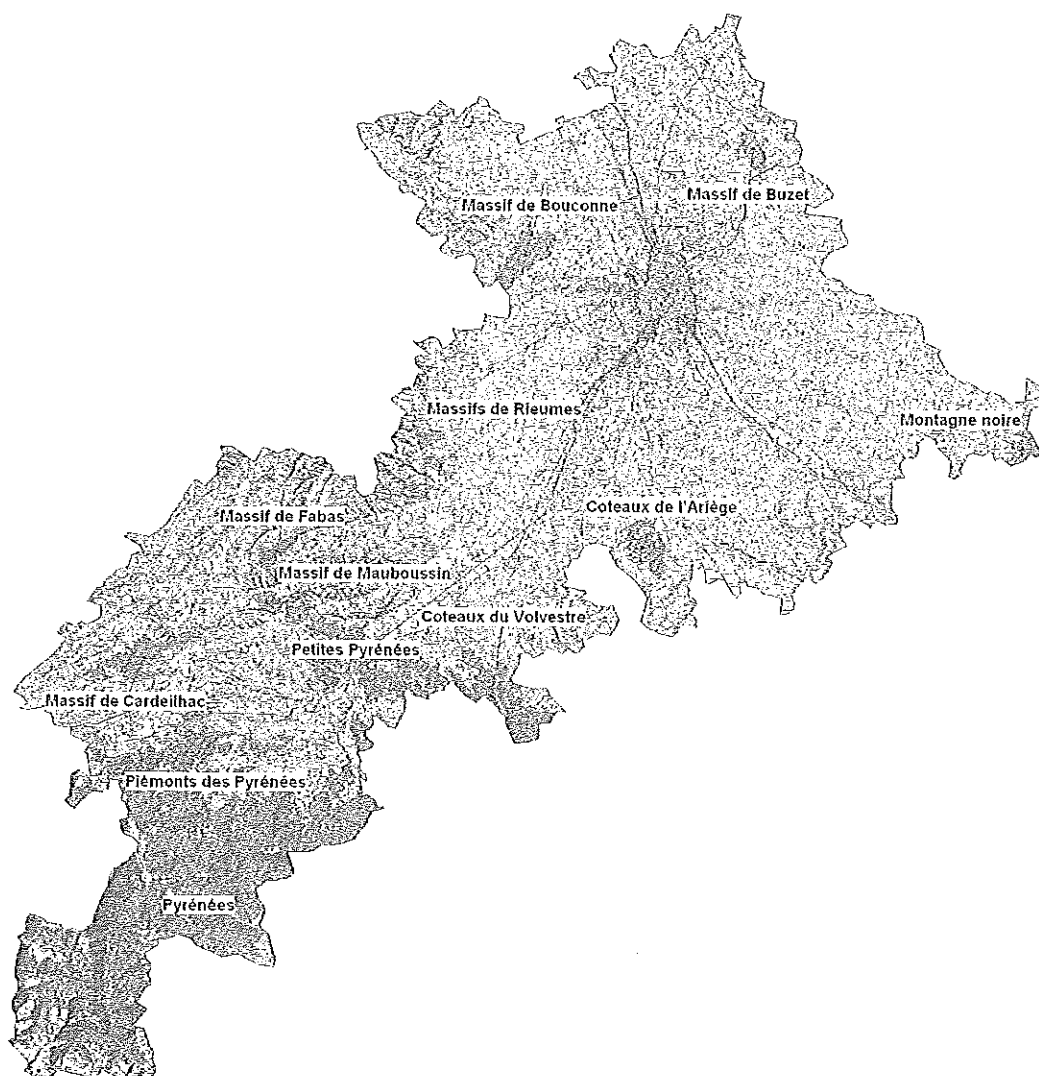 Massif de Buzet
Massif de Bouconne
Massifs de Rieumes
Montagne noire
Coteaux de l'Ariège
Massif de Fabas
Massif de Mauboussin
Coteaux du Volvestre
Petites Pyrénées
Massif de Cardeilhac
Piémonts des Pyrénées
Pyrénées